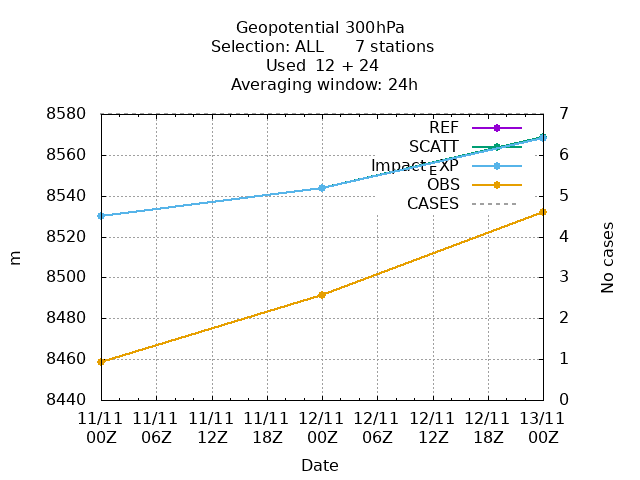 Geopotential 300hPa
Selection: ALL 7 stations
Used 12 + 24
Averaging window: 24h
8580
8560
8540
8520
8500
8480
8460
8440
m
REF
SCATT
Impact_EXP
OBS
CASES
7
6
5
4
3
2
1
0
No cases
11/11 11/11 11/11 11/11 12/11 12/11 12/11 12/11 13/11
00Z 06Z 12Z 18Z 00Z 06Z 12Z 18Z 00Z
Date